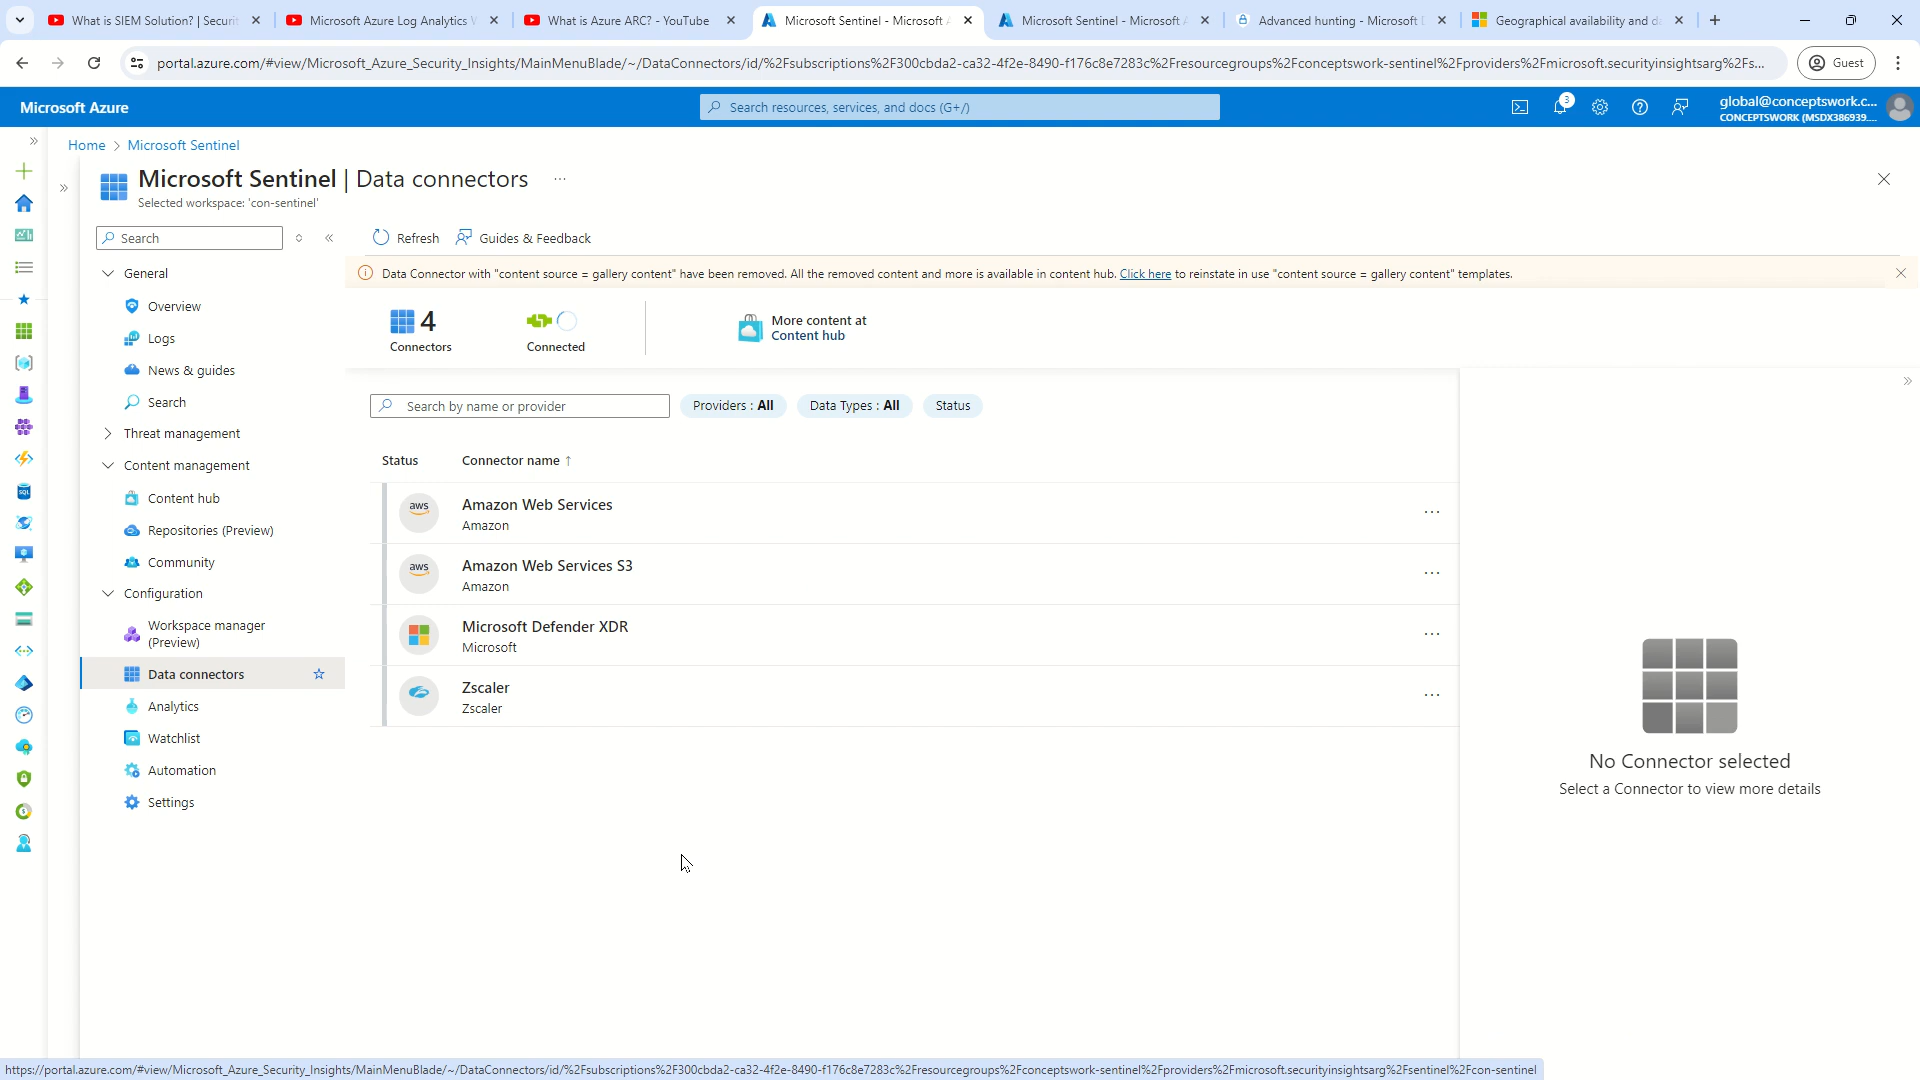 What is SIEM Solution? | Securit
Microsoft Azure Log Analytics W
What is Azure ARC? - YouTube
Microsoft Sentinel - Microsoft A
Microsoft Sentinel - Microsoft A
Advanced hunting - Microsoft D
Geographical availability and da
portal.azure.com/#view/Microsoft_Azure_Security_Insights/MainMenuBlade/~/DataConnectors/id/%2Fsubscriptions%2F300cbda2-ca32-4f2e-8490-f176c8e7283c%2Fresourcegroups%2Fconceptswork-sentinel%2Fproviders%2Fmicrosoft.securityinsightsarg%2Fs...
Guest
Microsoft Azure
Search resources, services, and docs (G+/)
3
global@conceptswork.c...
CONCEPTSWORK (MSDX386939....
Home > Microsoft Sentinel
Microsoft Sentinel | Data connectors ...
Selected workspace: 'con-sentinel'
Search
Refresh
Guides & Feedback
Data Connector with "content source = gallery content" have been removed. All the removed content and more is available in content hub. Click here to reinstate in use "content source = gallery content" templates.
General
Overview
Logs
News & guides
Search
Threat management
Content management
Content hub
Repositories (Preview)
Community
Configuration
Workspace manager
(Preview)
Data connectors
Analytics
Watchlist
Automation
Settings
4
Connectors
Connected
More content at
Content hub
Search by name or provider
Providers : All
Data Types : All
Status
Status
Connector name ↑
aws
Amazon Web Services
Amazon
aws
Amazon Web Services S3
Amazon
Microsoft Defender XDR
Microsoft
Zscaler
Zscaler
No Connector selected
Select a Connector to view more details
https://portal.azure.com/#view/Microsoft_Azure_Security_Insights/MainMenuBlade/~/DataConnectors/id/%2Fsubscriptions%2F300cbda2-ca32-4f2e-8490-f176c8e7283c%2Fresourcegroups%2Fconceptswork-sentinel%2Fproviders%2Fmicrosoft.securityinsightsarg%2Fsentinel%2Fcon-sentinel